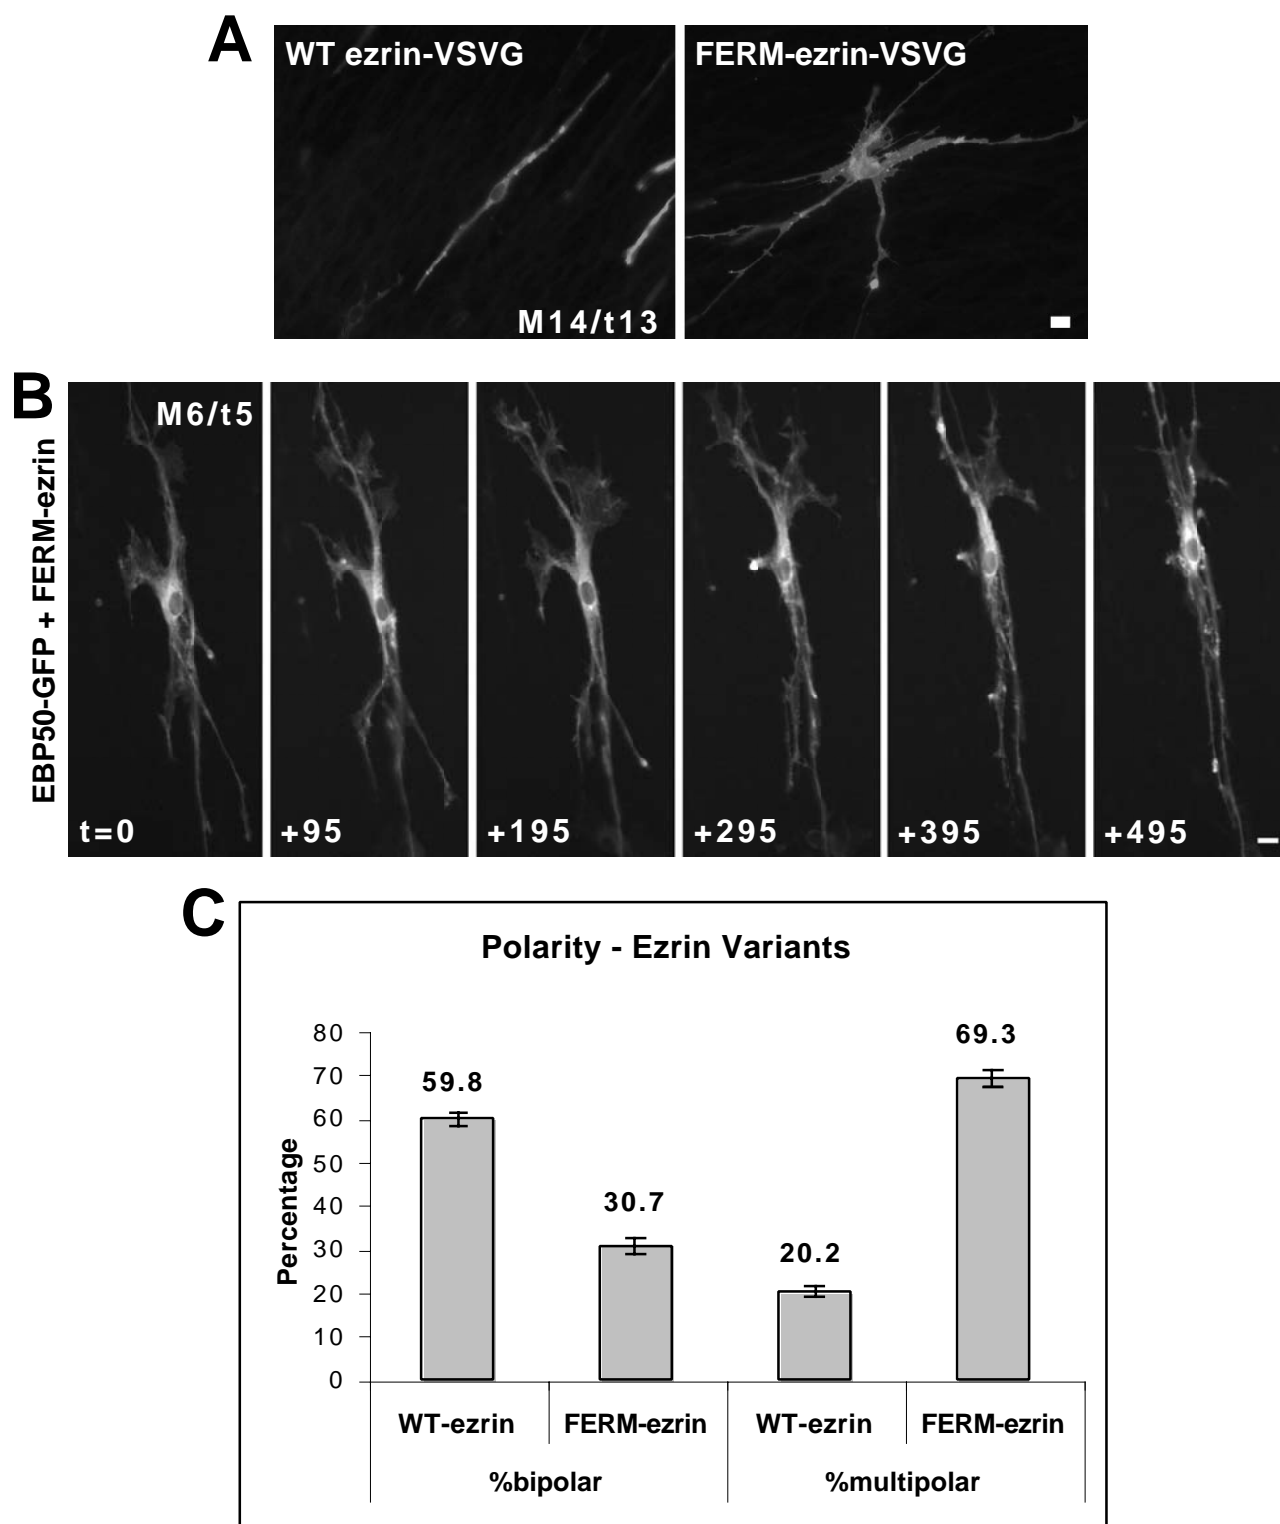 A
WT ezrin-VSVG
FERM-ezrin-VSVG
M14/t13
B
EBP50-GFP + FERM-ezrin
M6/t5
t=0
+95
+195
+295
+395
+495
C
Polarity - Ezrin Variants
Percentage
80
70
60
50
40
30
20
10
0
59.8
30.7
20.2
69.3
WT-ezrin
FERM-ezrin
WT-ezrin
FERM-ezrin
%bipolar
%multipolar